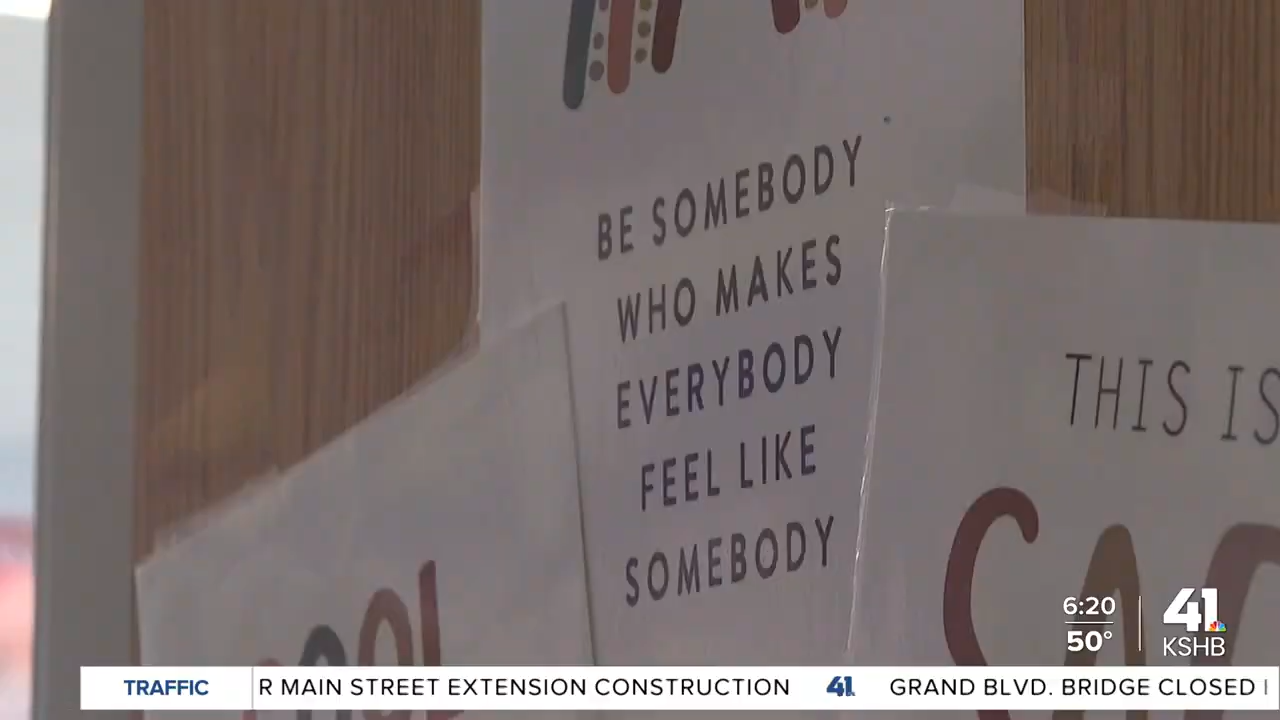 BE SOMEBODY
WHO MAKES
EVERYBODY
FEEL LIKE
SOMEBODY
THIS IS
6:20
50°
41
KSHB
TRAFFIC
R MAIN STREET EXTENSION CONSTRUCTION 41 GRAND BLVD. BRIDGE CLOSED